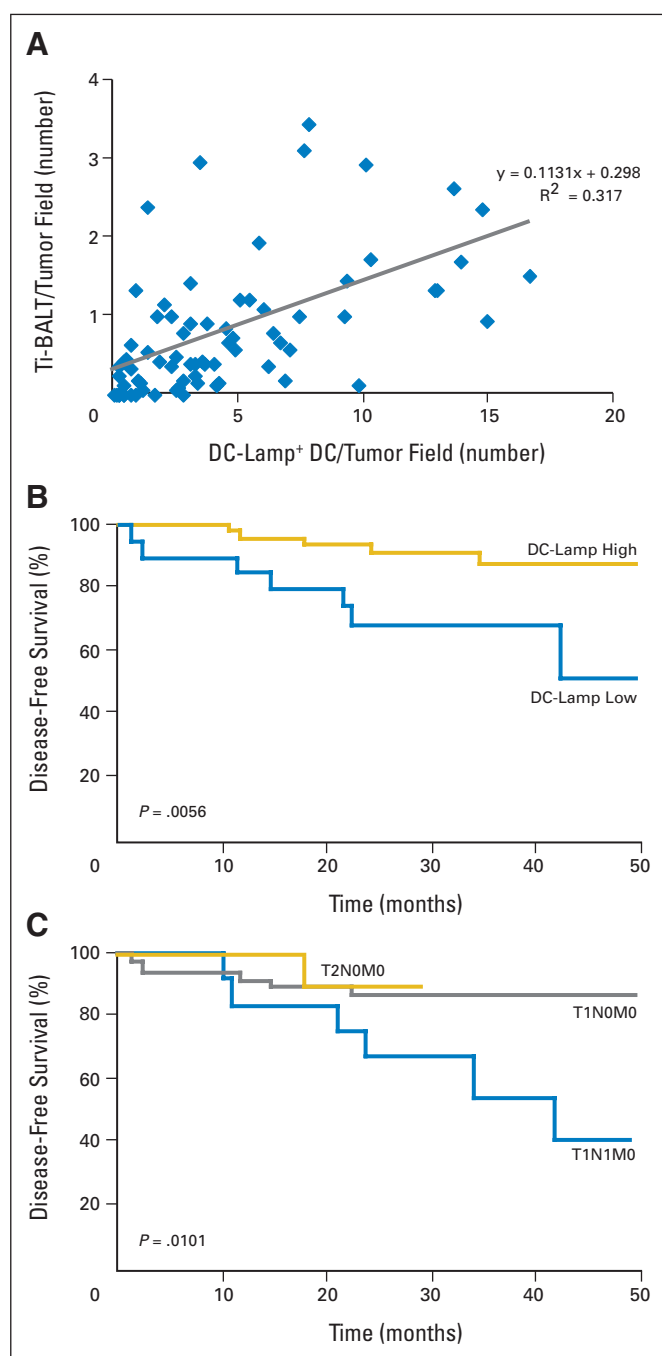 A
Ti-BALT/Tumor Field (number)
4
3
2
1
0
5
10
15
20
y = 0.1131x + 0.298
R² = 0.317
DC-Lamp⁺ DC/Tumor Field (number)
B
Disease-Free Survival (%)
100
80
60
40
20
0
10
20
30
40
50
DC-Lamp High
DC-Lamp Low
P = .0056
Time (months)
C
Disease-Free Survival (%)
100
80
60
40
20
0
10
20
30
40
50
T2N0M0
T1N0M0
T1N1M0
P = .0101
Time (months)